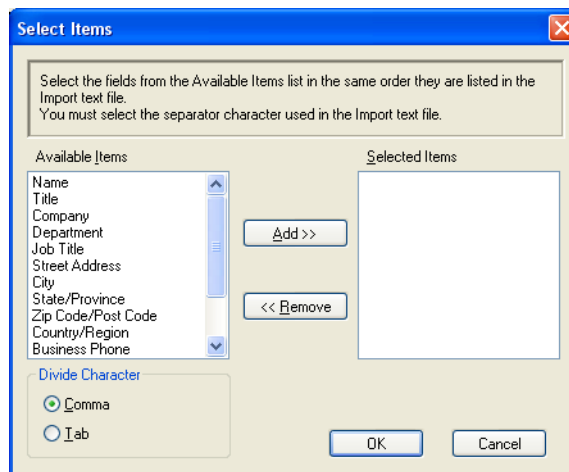 Select Items
Select the fields from the Available Items list in the same order they are listed in the
Import text file.
You must select the separator character used in the Import text file.
Available Items
Selected Items
Name
Title
Company
Department
Job Title
Street Address
City
State/Province
Zip Code/Post Code
Country/Region
Business Phone
Add >>
<< Remove
Divide Character
Comma
Tab
OK
Cancel